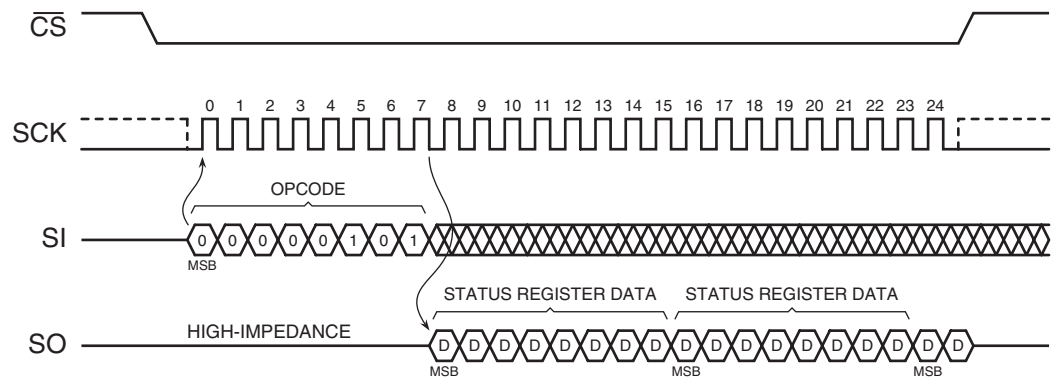 CS
0 1 2 3 4 5 6 7 8 9 10 11 12 13 14 15 16 17 18 19 20 21 22 23 24
SCK
OPCODE
SI 0 0 0 0 0 1 0 1
MSB
STATUS REGISTER DATA STATUS REGISTER DATA
HIGH-IMPEDANCE
SO D D D D D D D D D D D D D D D D D D
MSB MSB MSB